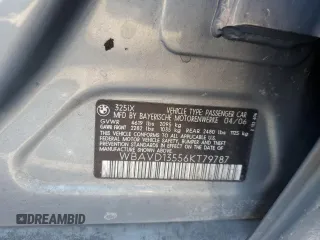 325iX VEHICLE TYPE PASSENGER CAR
MFD BY BAYERISCHE MOTORENWERKE 04/06
GVWR 4619 lbs 2095 kg
GAWR FRONT 2282 lbs 1035 kg REAR 2480 lbs 1125 kg
THIS VEHICLE CONFORMS TO ALL APPLICABLE
FEDERAL MOTOR VEHICLE SAFETY, BUMPER, AND
THEFT PREVENTION STANDARDS IN EFFECT ON THE
DATE OF MANUFACTURE
SHOWN ABOVE.
WBAVD13556KT79787
© AUTOBIDMASTER